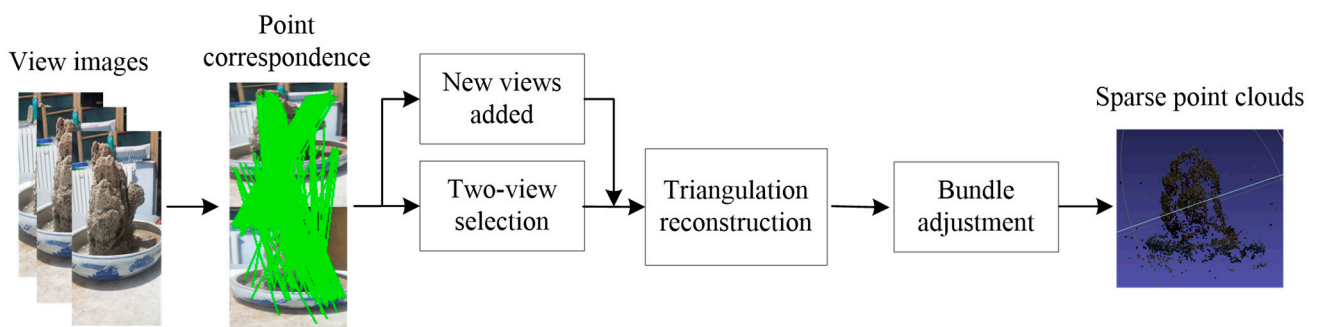 View images
Point
correspondence
New views
added
Two-view
selection
Triangulation
reconstruction
Bundle
adjustment
Sparse point clouds